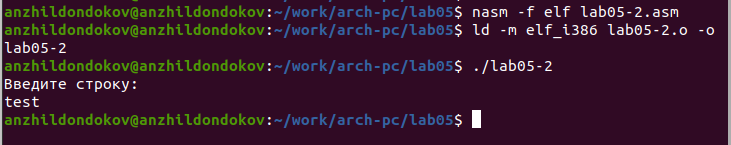 anzhildondokov@anzhildondokov:~/work/arch-pc/lab05$ nasm -f elf lab05-2.asm
anzhildondokov@anzhildondokov:~/work/arch-pc/lab05$ ld -m elf_i386 lab05-2.o -o
lab05-2
anzhildondokov@anzhildondokov:~/work/arch-pc/lab05$ ./lab05-2
Введите строку:
test
anzhildondokov@anzhildondokov:~/work/arch-pc/lab05$